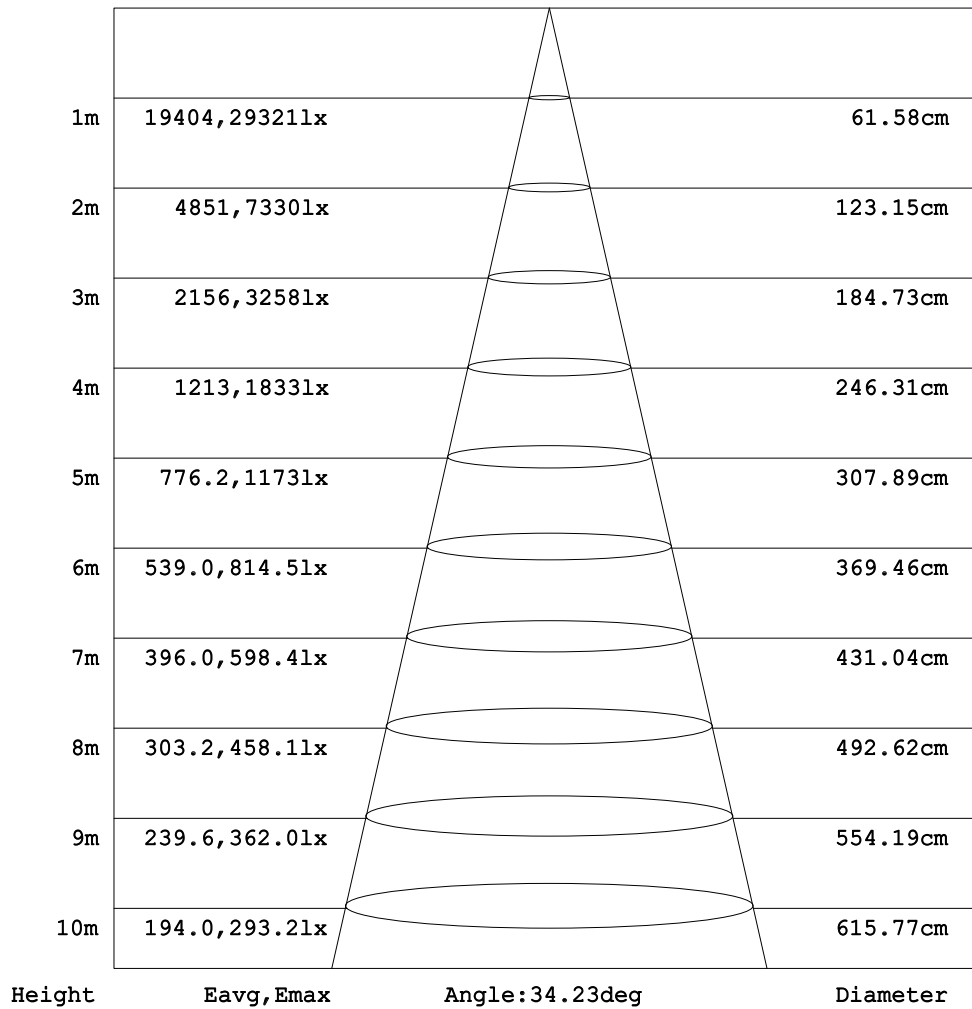 1m 19404,29321lx 61.58cm
2m 4851,7330lx 123.15cm
3m 2156,3258lx 184.73cm
4m 1213,1833lx 246.31cm
5m 776.2,1173lx 307.89cm
6m 539.0,814.5lx 369.46cm
7m 396.0,598.4lx 431.04cm
8m 303.2,458.1lx 492.62cm
9m 239.6,362.0lx 554.19cm
10m 194.0,293.2lx 615.77cm
Height Eavg,Emax Angle:34.23deg Diameter